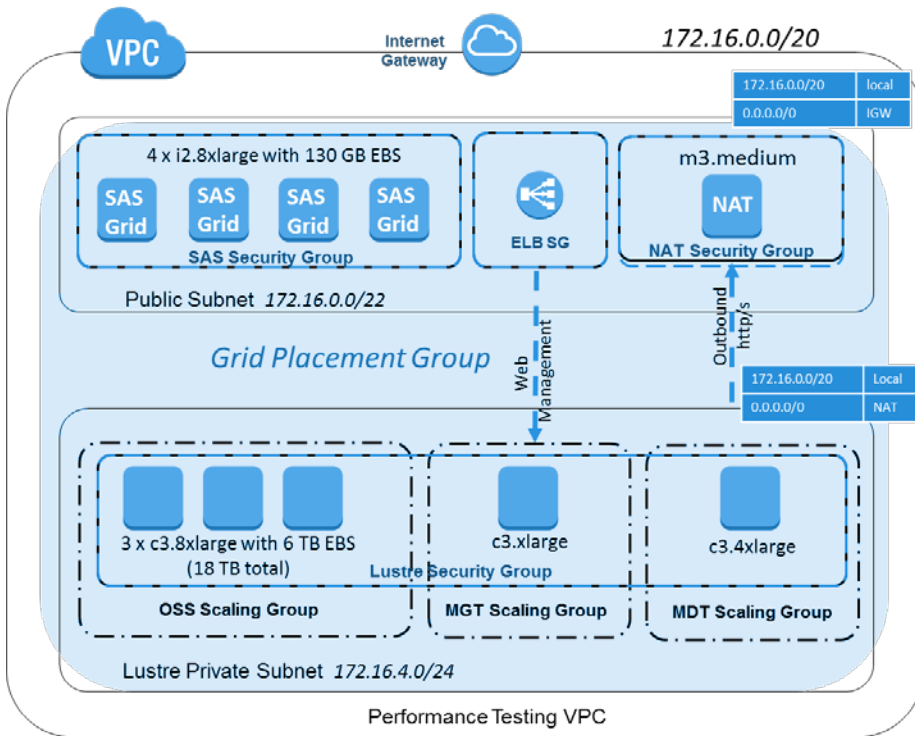 VPC
Internet
Gateway
172.16.0.0/20
172.16.0.0/20 local
0.0.0.0/0 IGW
4 x i2.8xlarge with 130 GB EBS
SAS
Grid
SAS
Grid
SAS
Grid
SAS
Grid
SAS Security Group
ELB SG
m3.medium
NAT
NAT Security Group
Public Subnet 172.16.0.0/22
Grid Placement Group
Web
Management
Outbound
http/s
172.16.0.0/20 Local
0.0.0.0/0 NAT
3 x c3.8xlarge with 6 TB EBS
(18 TB total)
c3.xlarge
c3.4xlarge
Lustre Security Group
OSS Scaling Group
MGT Scaling Group
MDT Scaling Group
Lustre Private Subnet 172.16.4.0/24
Performance Testing VPC